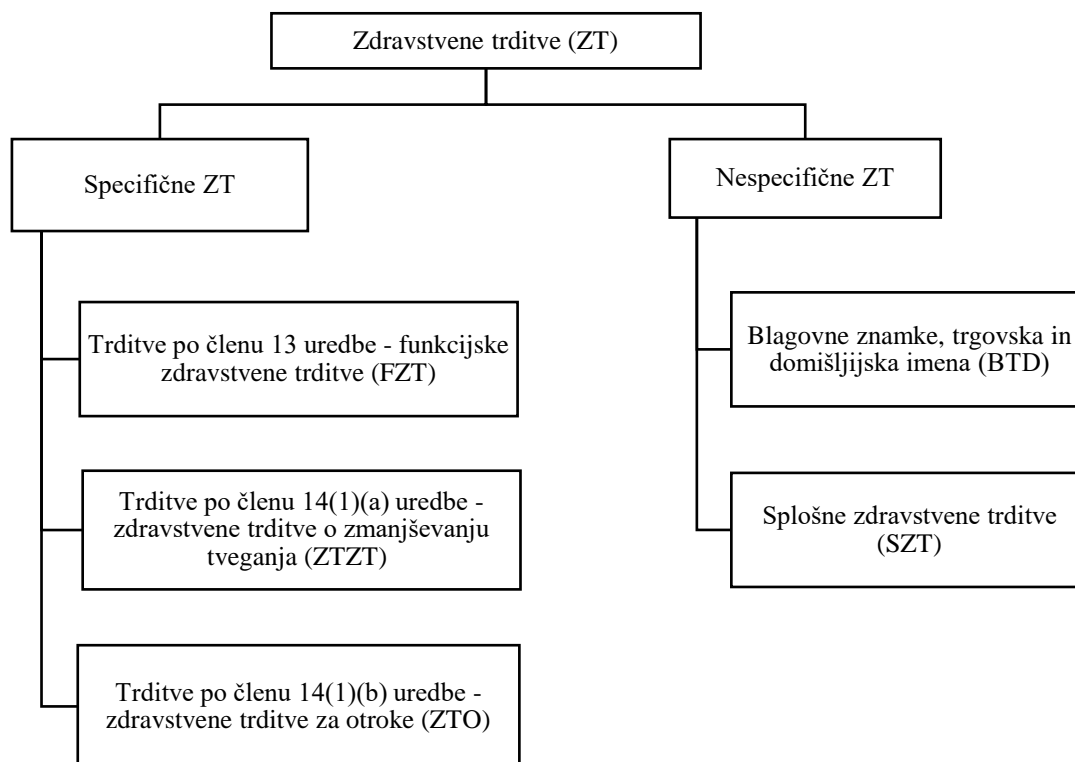 Zdravstvene trditve (ZT)
Specifične ZT
Nespecifične ZT
Trditve po členu 13 uredbe - funkcijske
zdravstvene trditve (FZT)
Trditve po členu 14(1)(a) uredbe -
zdravstvene trditve o zmanjševanju
tveganja (ZTZT)
Trditve po členu 14(1)(b) uredbe -
zdravstvene trditve za otroke (ZTO)
Blagovne znamke, trgovska in
domišljijska imena (BTD)
Splošne zdravstvene trditve
(SZT)